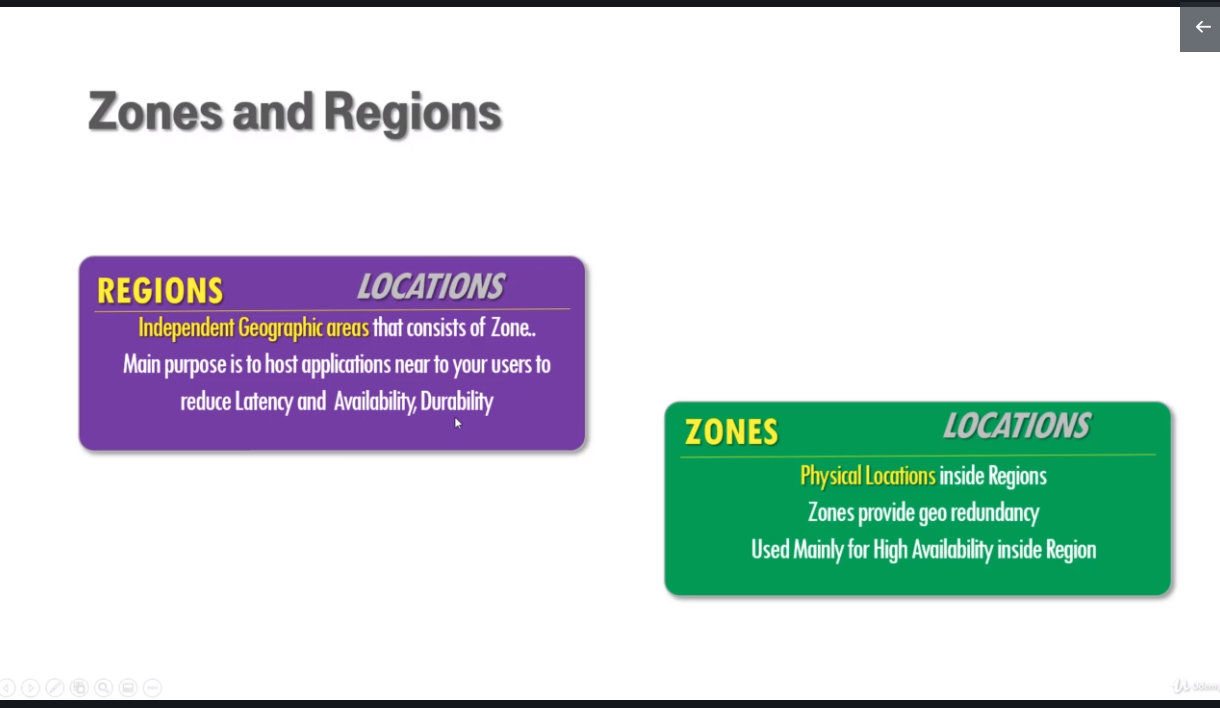 Zones and Regions
REGIONS
LOCATIONS
Independent Geographic areas that consists of Zone..
Main purpose is to host applications near to your users to
reduce Latency and Availability, Durability
ZONES
LOCATIONS
Physical Locations inside Regions
Zones provide geo redundancy
Used Mainly for High Availability inside Region